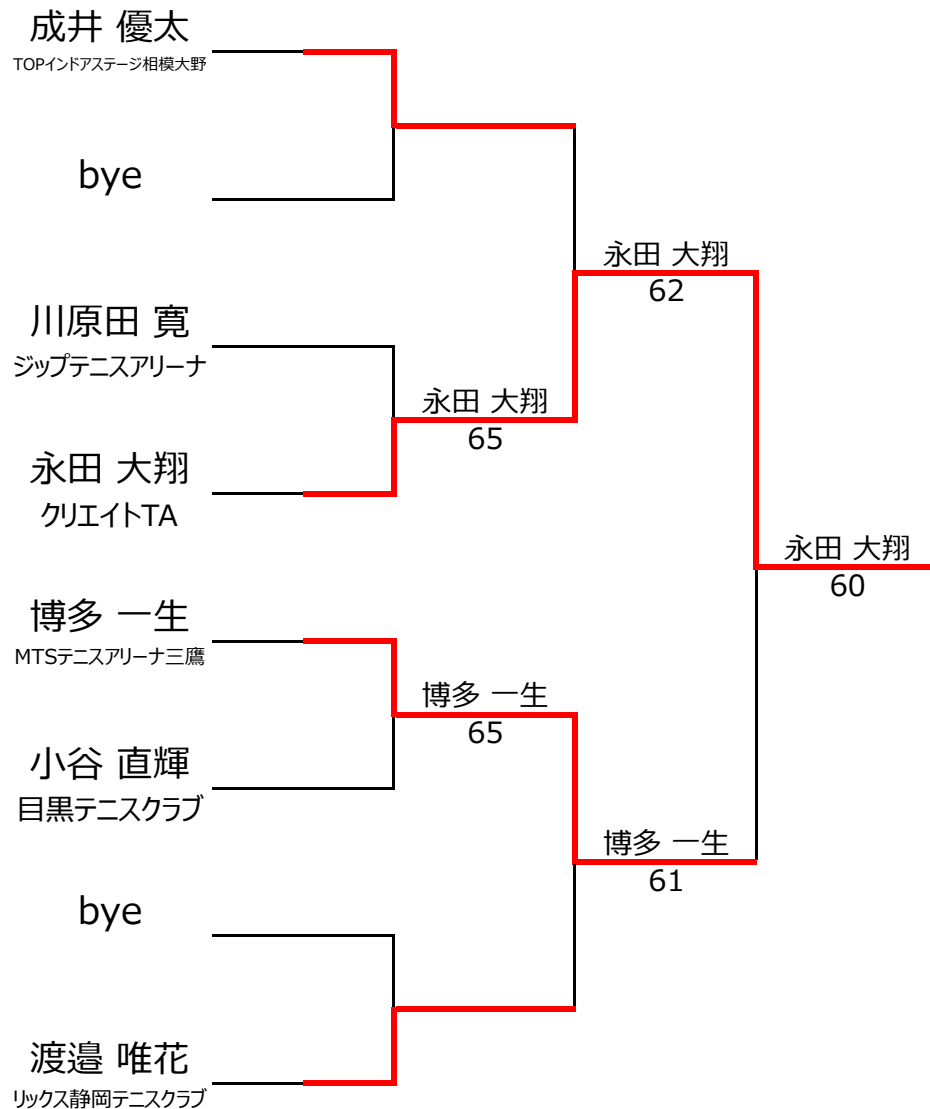 成井 優太
TOPインドアステージ相模大野
bye
川原田 寛
ジップテニスアリーナ
永田 大翔
クリエイトTA
博多 一生
MTSテニスアリーナ三鷹
小谷 直輝
目黒テニスクラブ
bye
渡邉 唯花
リックス静岡テニスクラブ
永田 大翔
65
博多 一生
65
永田 大翔
62
博多 一生
61
永田 大翔
60